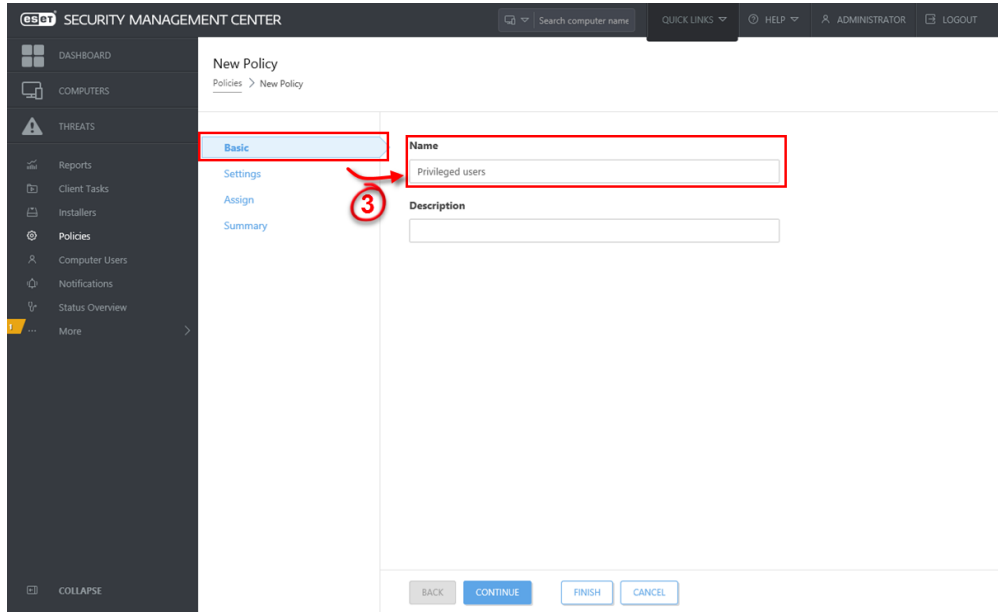 eset SECURITY MANAGEMENT CENTER
Search computer name
QUICK LINKS
HELP
ADMINISTRATOR
LOGOUT
DASHBOARD
COMPUTERS
THREATS
Reports
Client Tasks
Installers
Policies
Computer Users
Notifications
Status Overview
More
COLLAPSE
New Policy
Policies > New Policy
Basic
Settings
Assign
Summary
3
Name
Privileged users
Description
BACK
CONTINUE
FINISH
CANCEL